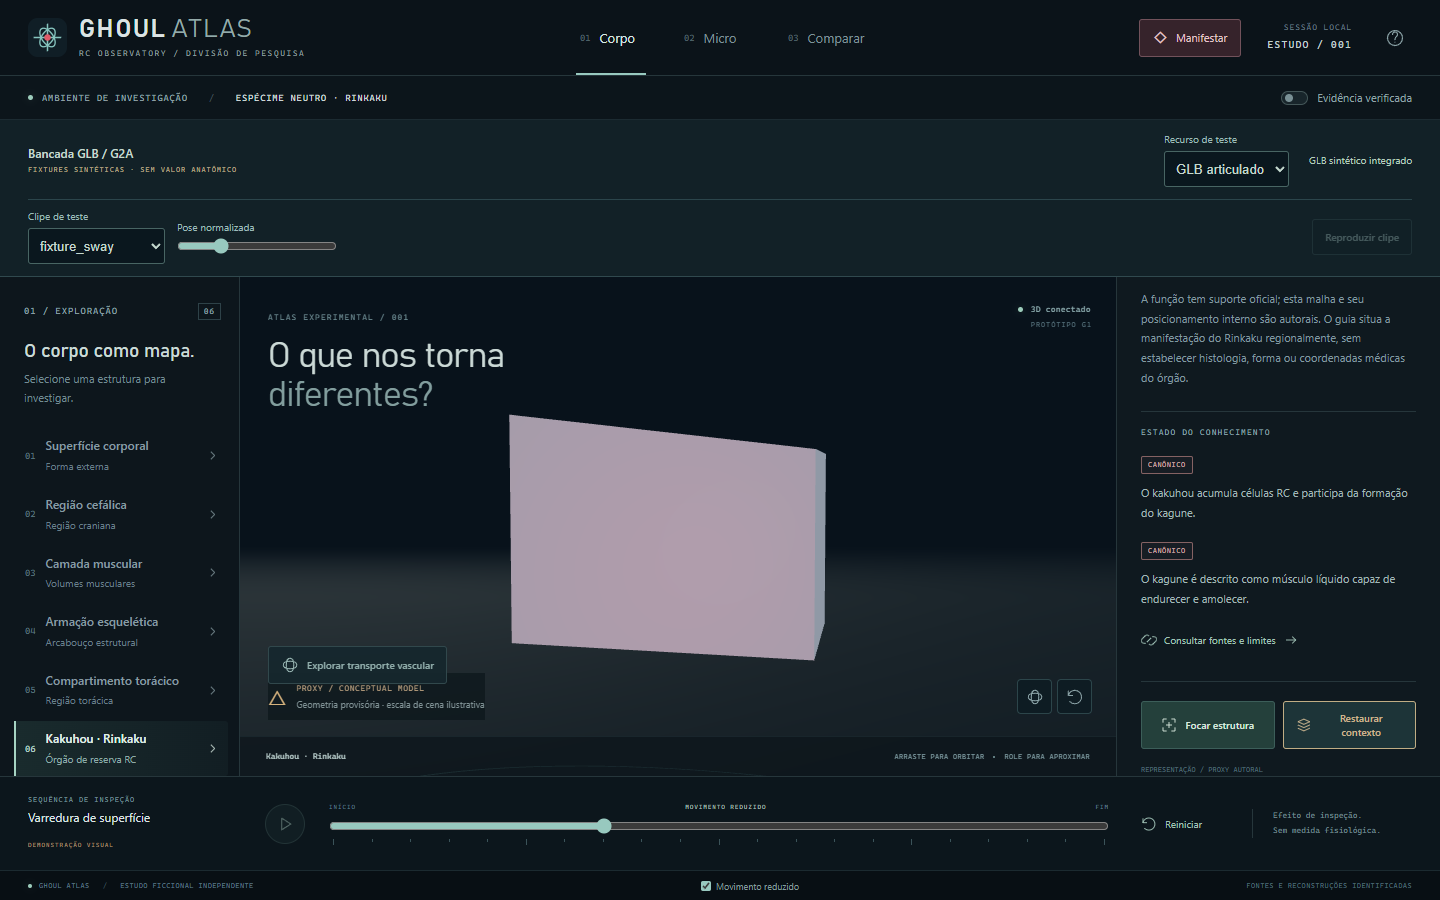 GHOUL ATLAS
RC OBSERVATORY / DIVISÃO DE PESQUISA
01 Corpo
02 Micro
03 Comparar
Manifestar
SESSÃO LOCAL
ESTUDO / 001
AMBIENTE DE INVESTIGAÇÃO / ESPÉCIME NEUTRO · RINKAKU
Evidência verificada
Bancada GLB / G2A
FIXTURES SINTÉTICAS · SEM VALOR ANATÔMICO
Recurso de teste
GLB articulado
GLB sintético integrado
Clipe de teste
fixture_sway
Pose normalizada
Reproduzir clipe
01 / EXPLORAÇÃO
06
O corpo como mapa.
Selecione uma estrutura para
investigar.
01
Superfície corporal
Forma externa
02
Região cefálica
Região craniana
03
Camada muscular
Volumes musculares
04
Armação esquelética
Arcabouço estrutural
05
Compartimento torácico
Região torácica
06
Kakuhou · Rinkaku
Órgão de reserva RC
ATLAS EXPERIMENTAL / 001
O que nos torna
diferentes?
3D conectado
PROTÓTIPO G1
Explorar transporte vascular
PROXY / CONCEPTUAL MODEL
Geometria provisória · escala de cena ilustrativa
Kakuhou · Rinkaku
ARRASTE PARA ORBITAR • ROLE PARA APROXIMAR
A função tem suporte oficial; esta malha e seu
posicionamento interno são autorais. O guia situa a
manifestação do Rinkaku regionalmente, sem
estabelecer histologia, forma ou coordenadas médicas
do órgão.
ESTADO DO CONHECIMENTO
CANÔNICO
O kakuhou acumula células RC e participa da formação
do kagune.
CANÔNICO
O kagune é descrito como músculo líquido capaz de
endurecer e amolecer.
Consultar fontes e limites
Focar estrutura
Restaurar
contexto
REPRESENTAÇÃO / PROXY AUTORAL
SEQUÊNCIA DE INSPEÇÃO
Varredura de superfície
DEMONSTRAÇÃO VISUAL
INÍCIO
MOVIMENTO REDUZIDO
FIM
Reiniciar
Efeito de inspeção.
Sem medida fisiológica.
GHOUL ATLAS / ESTUDO FICCIONAL INDEPENDENTE
Movimento reduzido
FONTES E RECONSTRUÇÕES IDENTIFICADAS